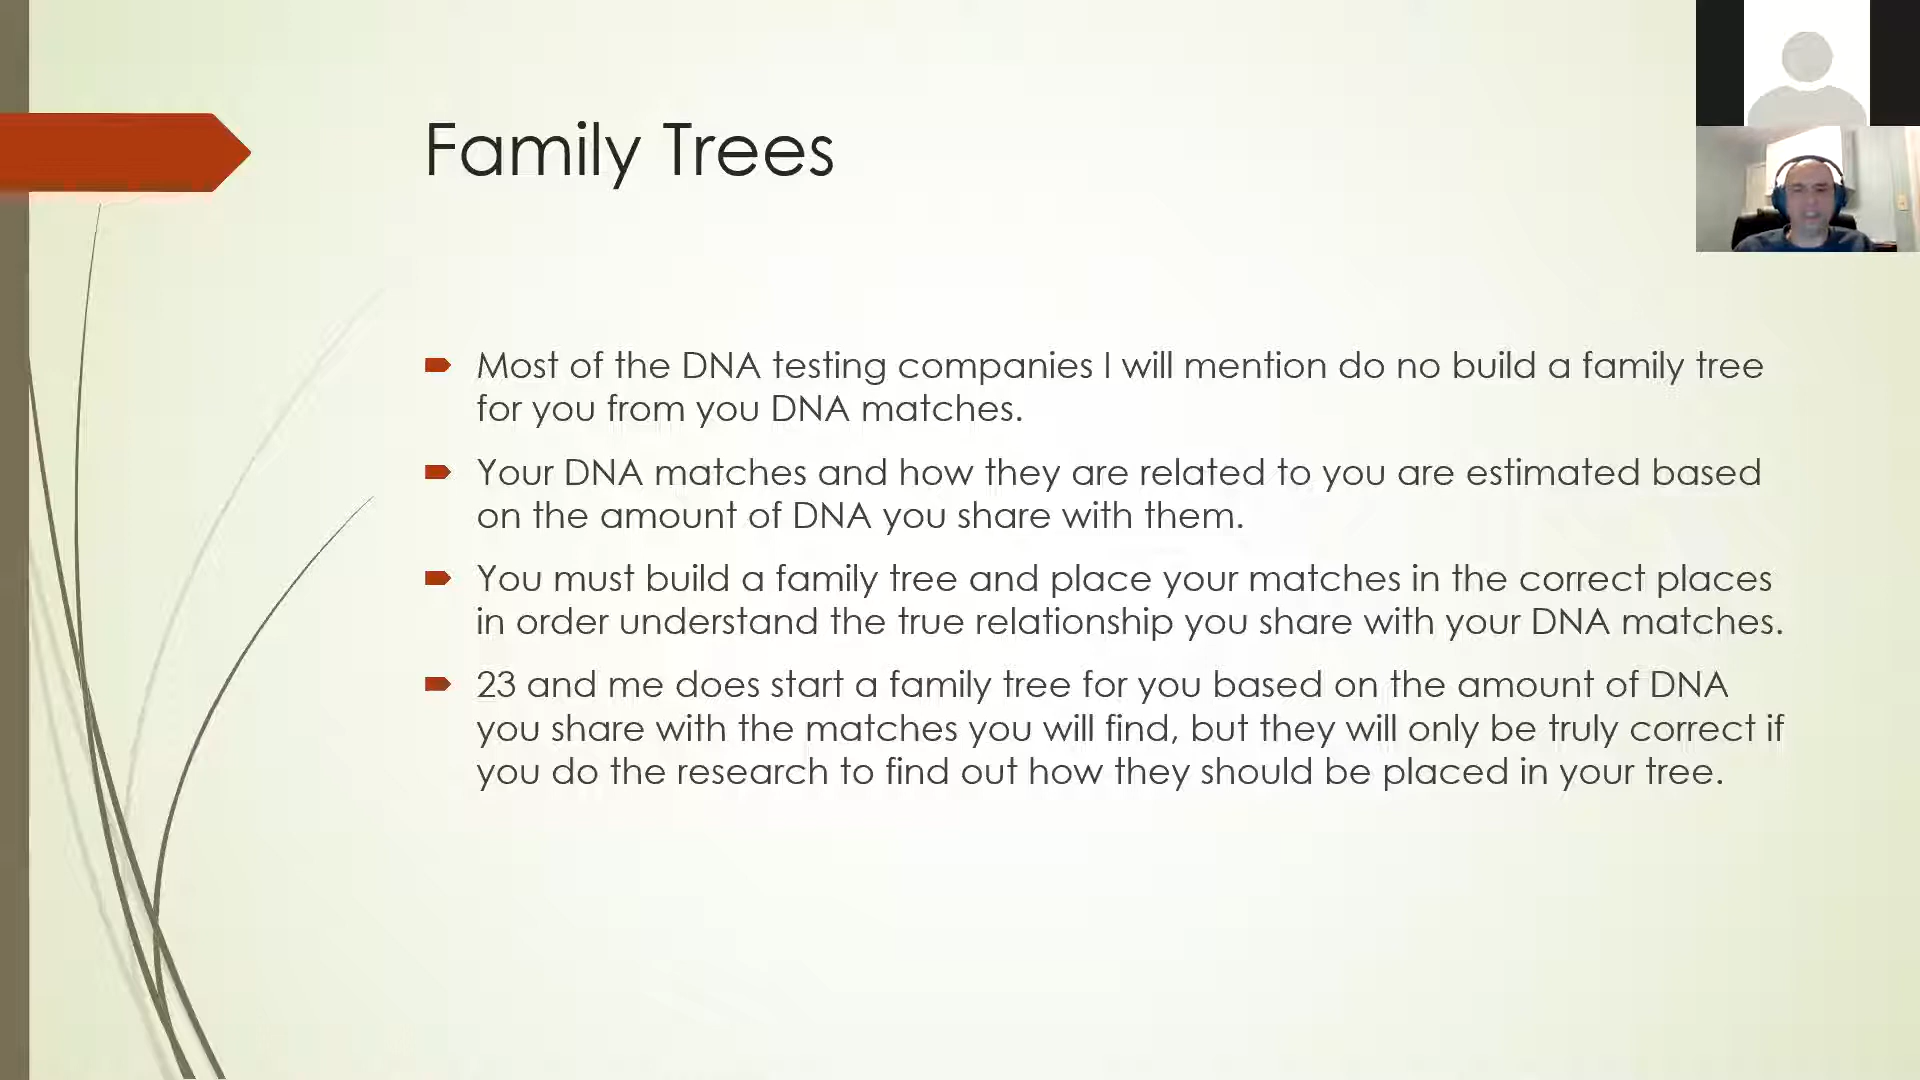 Family Trees
Most of the DNA testing companies I will mention do no build a family tree
for you from you DNA matches.
Your DNA matches and how they are related to you are estimated based
on the amount of DNA you share with them.
You must build a family tree and place your matches in the correct places
in order understand the true relationship you share with your DNA matches.
23 and me does start a family tree for you based on the amount of DNA
you share with the matches you will find, but they will only be truly correct if
you do the research to find out how they should be placed in your tree.